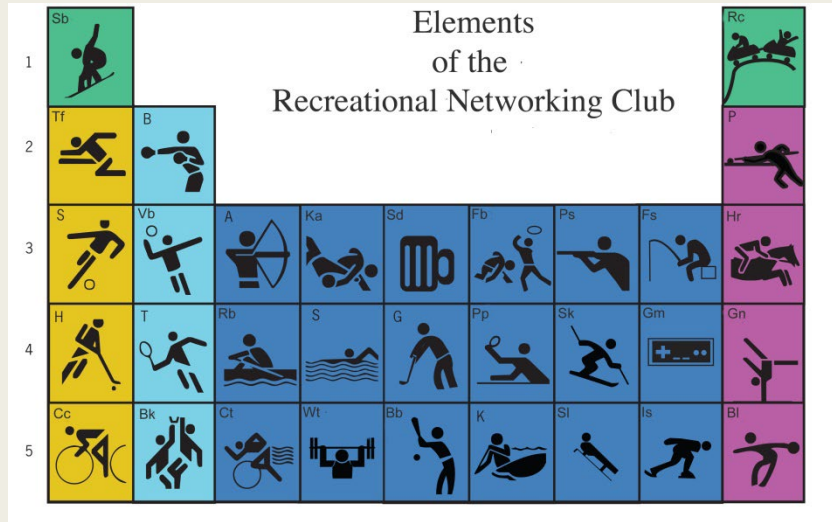 Elements
of the
Recreational Networking Club
1 Sb Rc
2 Tf B P
3 S Vb A Ka Sd Fb Ps Fs Hr
4 H T Rb S G Pp Sk Gm Gn
5 Cc Bk Ct Wt Bb K Sl Is Bl